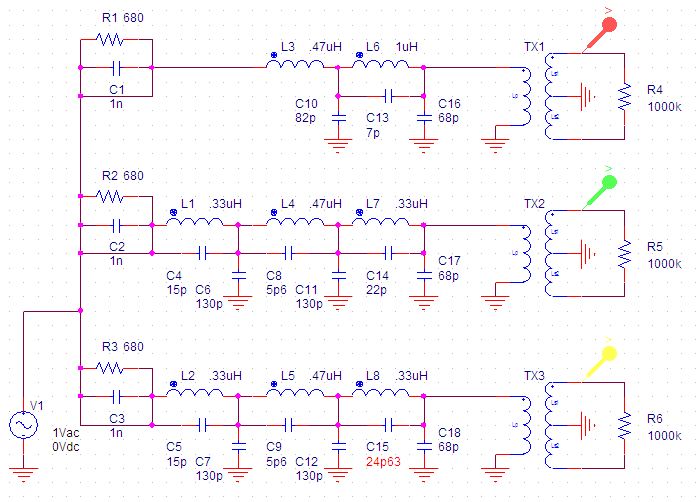 R1 680
L3 .47uH
L6 1uH
TX1
C1
1n
C10
82p
C13
7p
C16
68p
R4
1000k
R2 680
L1 .33uH
L4 .47uH
L7 .33uH
TX2
C2
1n
C4
15p
C6
130p
C8
5p6
C11
130p
C14
22p
C17
68p
R5
1000k
R3 680
L2 .33uH
L5 .47uH
L8 .33uH
TX3
V1
1Vac
0Vdc
C3
1n
C5
15p
C7
130p
C9
5p6
C12
130p
C15
24p63
C18
68p
R6
1000k